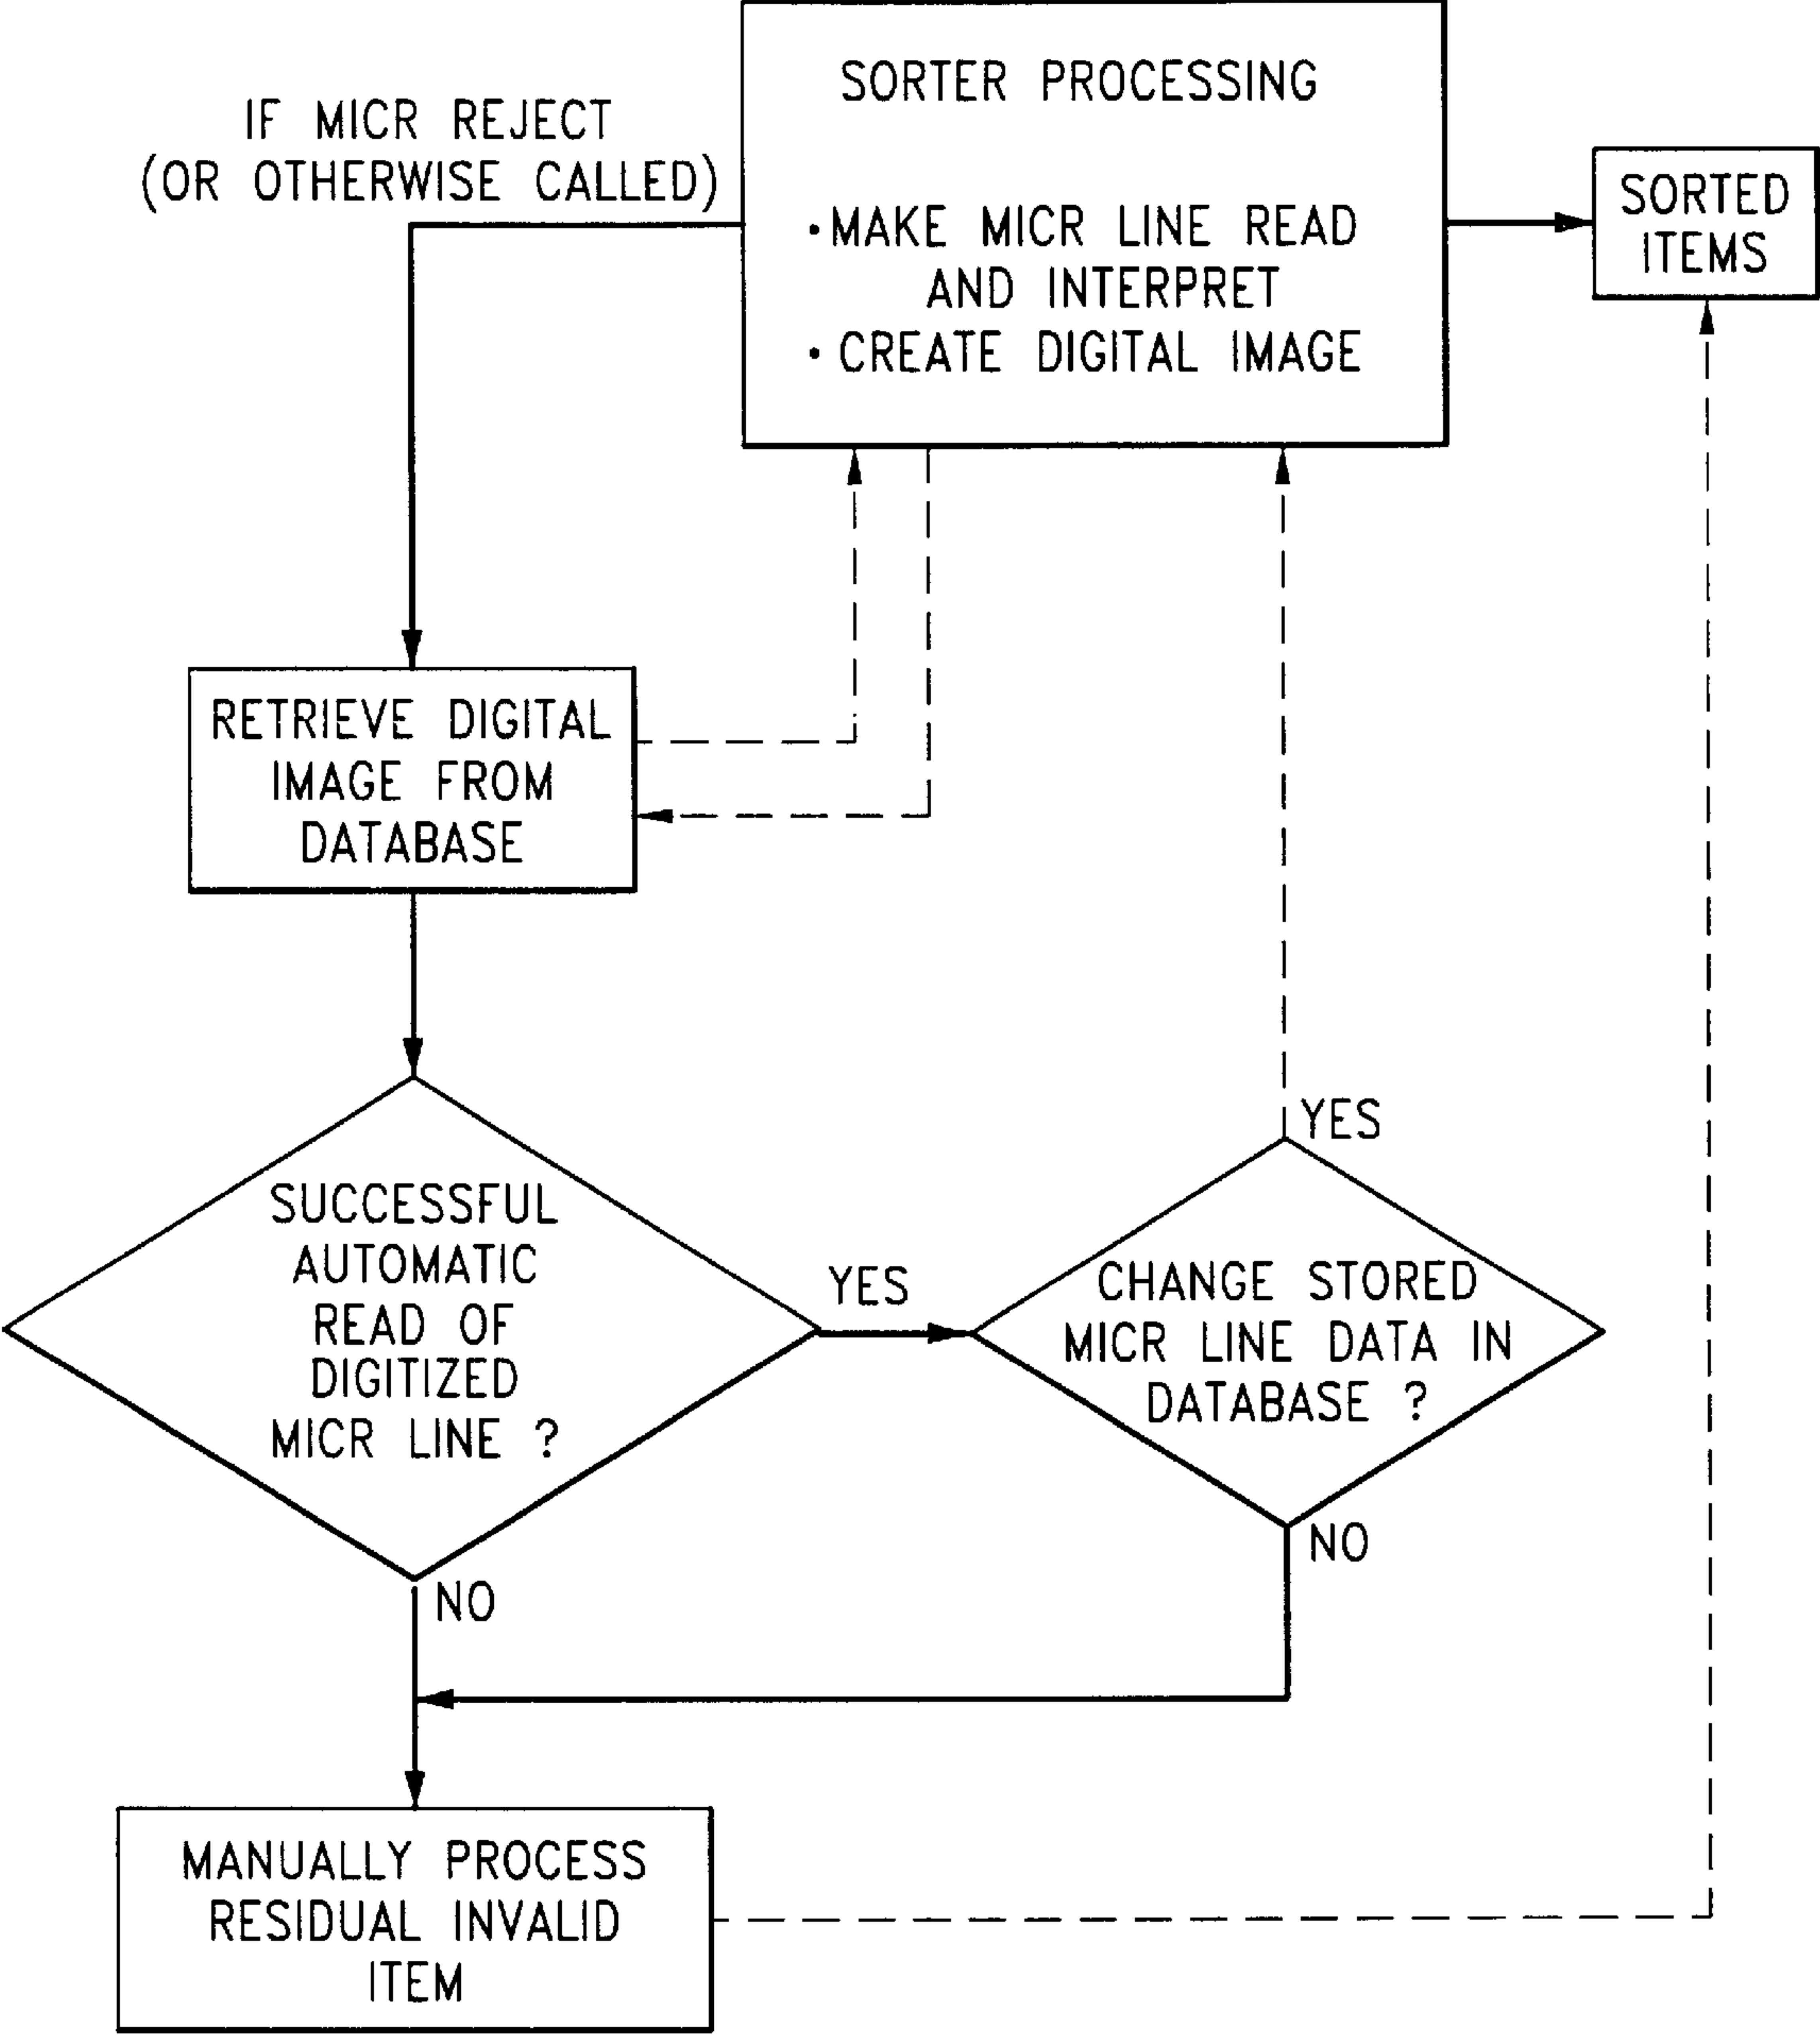 SORTER PROCESSING
IF MICR REJECT
(OR OTHERWISE CALLED)
•MAKE MICR LINE READ
AND INTERPRET
• CREATE DIGITAL IMAGE
SORTED
ITEMS
RETRIEVE DIGITAL
IMAGE FROM
DATABASE
SUCCESSFUL
AUTOMATIC
READ OF
DIGITIZED
MICR LINE ?
YES
CHANGE STORED
MICR LINE DATA IN
DATABASE ?
YES
NO
NO
MANUALLY PROCESS
RESIDUAL INVALID
ITEM